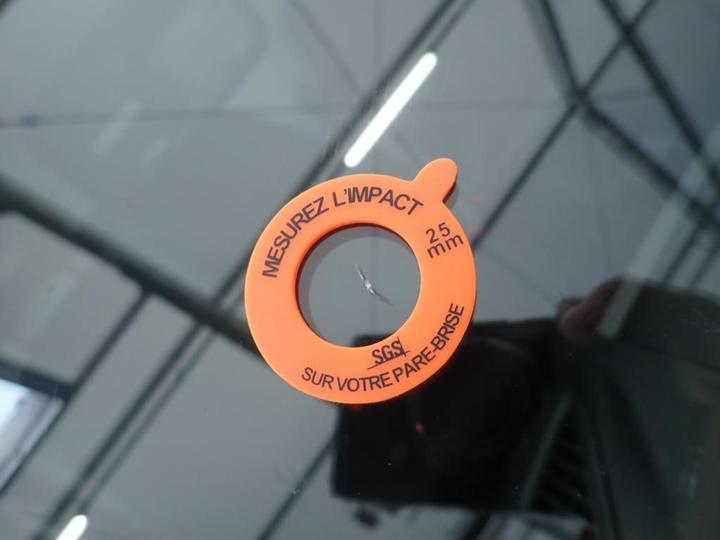 MESUREZ L'IMPACT
25
mm
SGS
SUR VOTRE PARE-BRISE